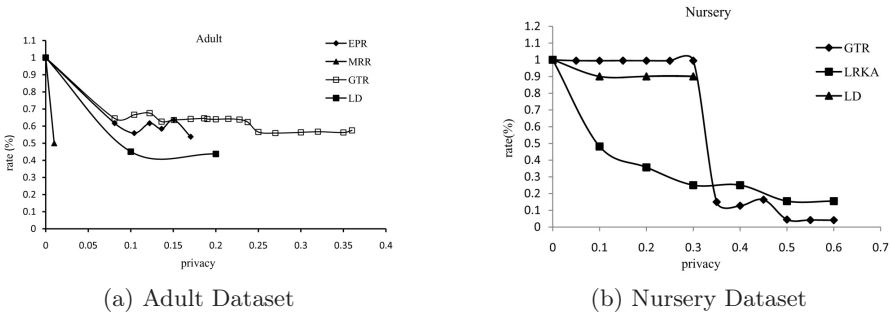 Adult
1.1
1
0.9
0.8
0.7
0.6
0.5
0.4
0.3
0.2
0.1
0
rate (%)
0 0.05 0.1 0.15 0.2 0.25 0.3 0.35 0.4
privacy
EPR
MRR
GTR
LD
(a) Adult Dataset
Nursery
1.2
1.1
1
0.9
0.8
0.7
0.6
0.5
0.4
0.3
0.2
0.1
0
rate(%)
0 0.1 0.2 0.3 0.4 0.5 0.6 0.7
privacy
GTR
LRKA
LD
(b) Nursery Dataset